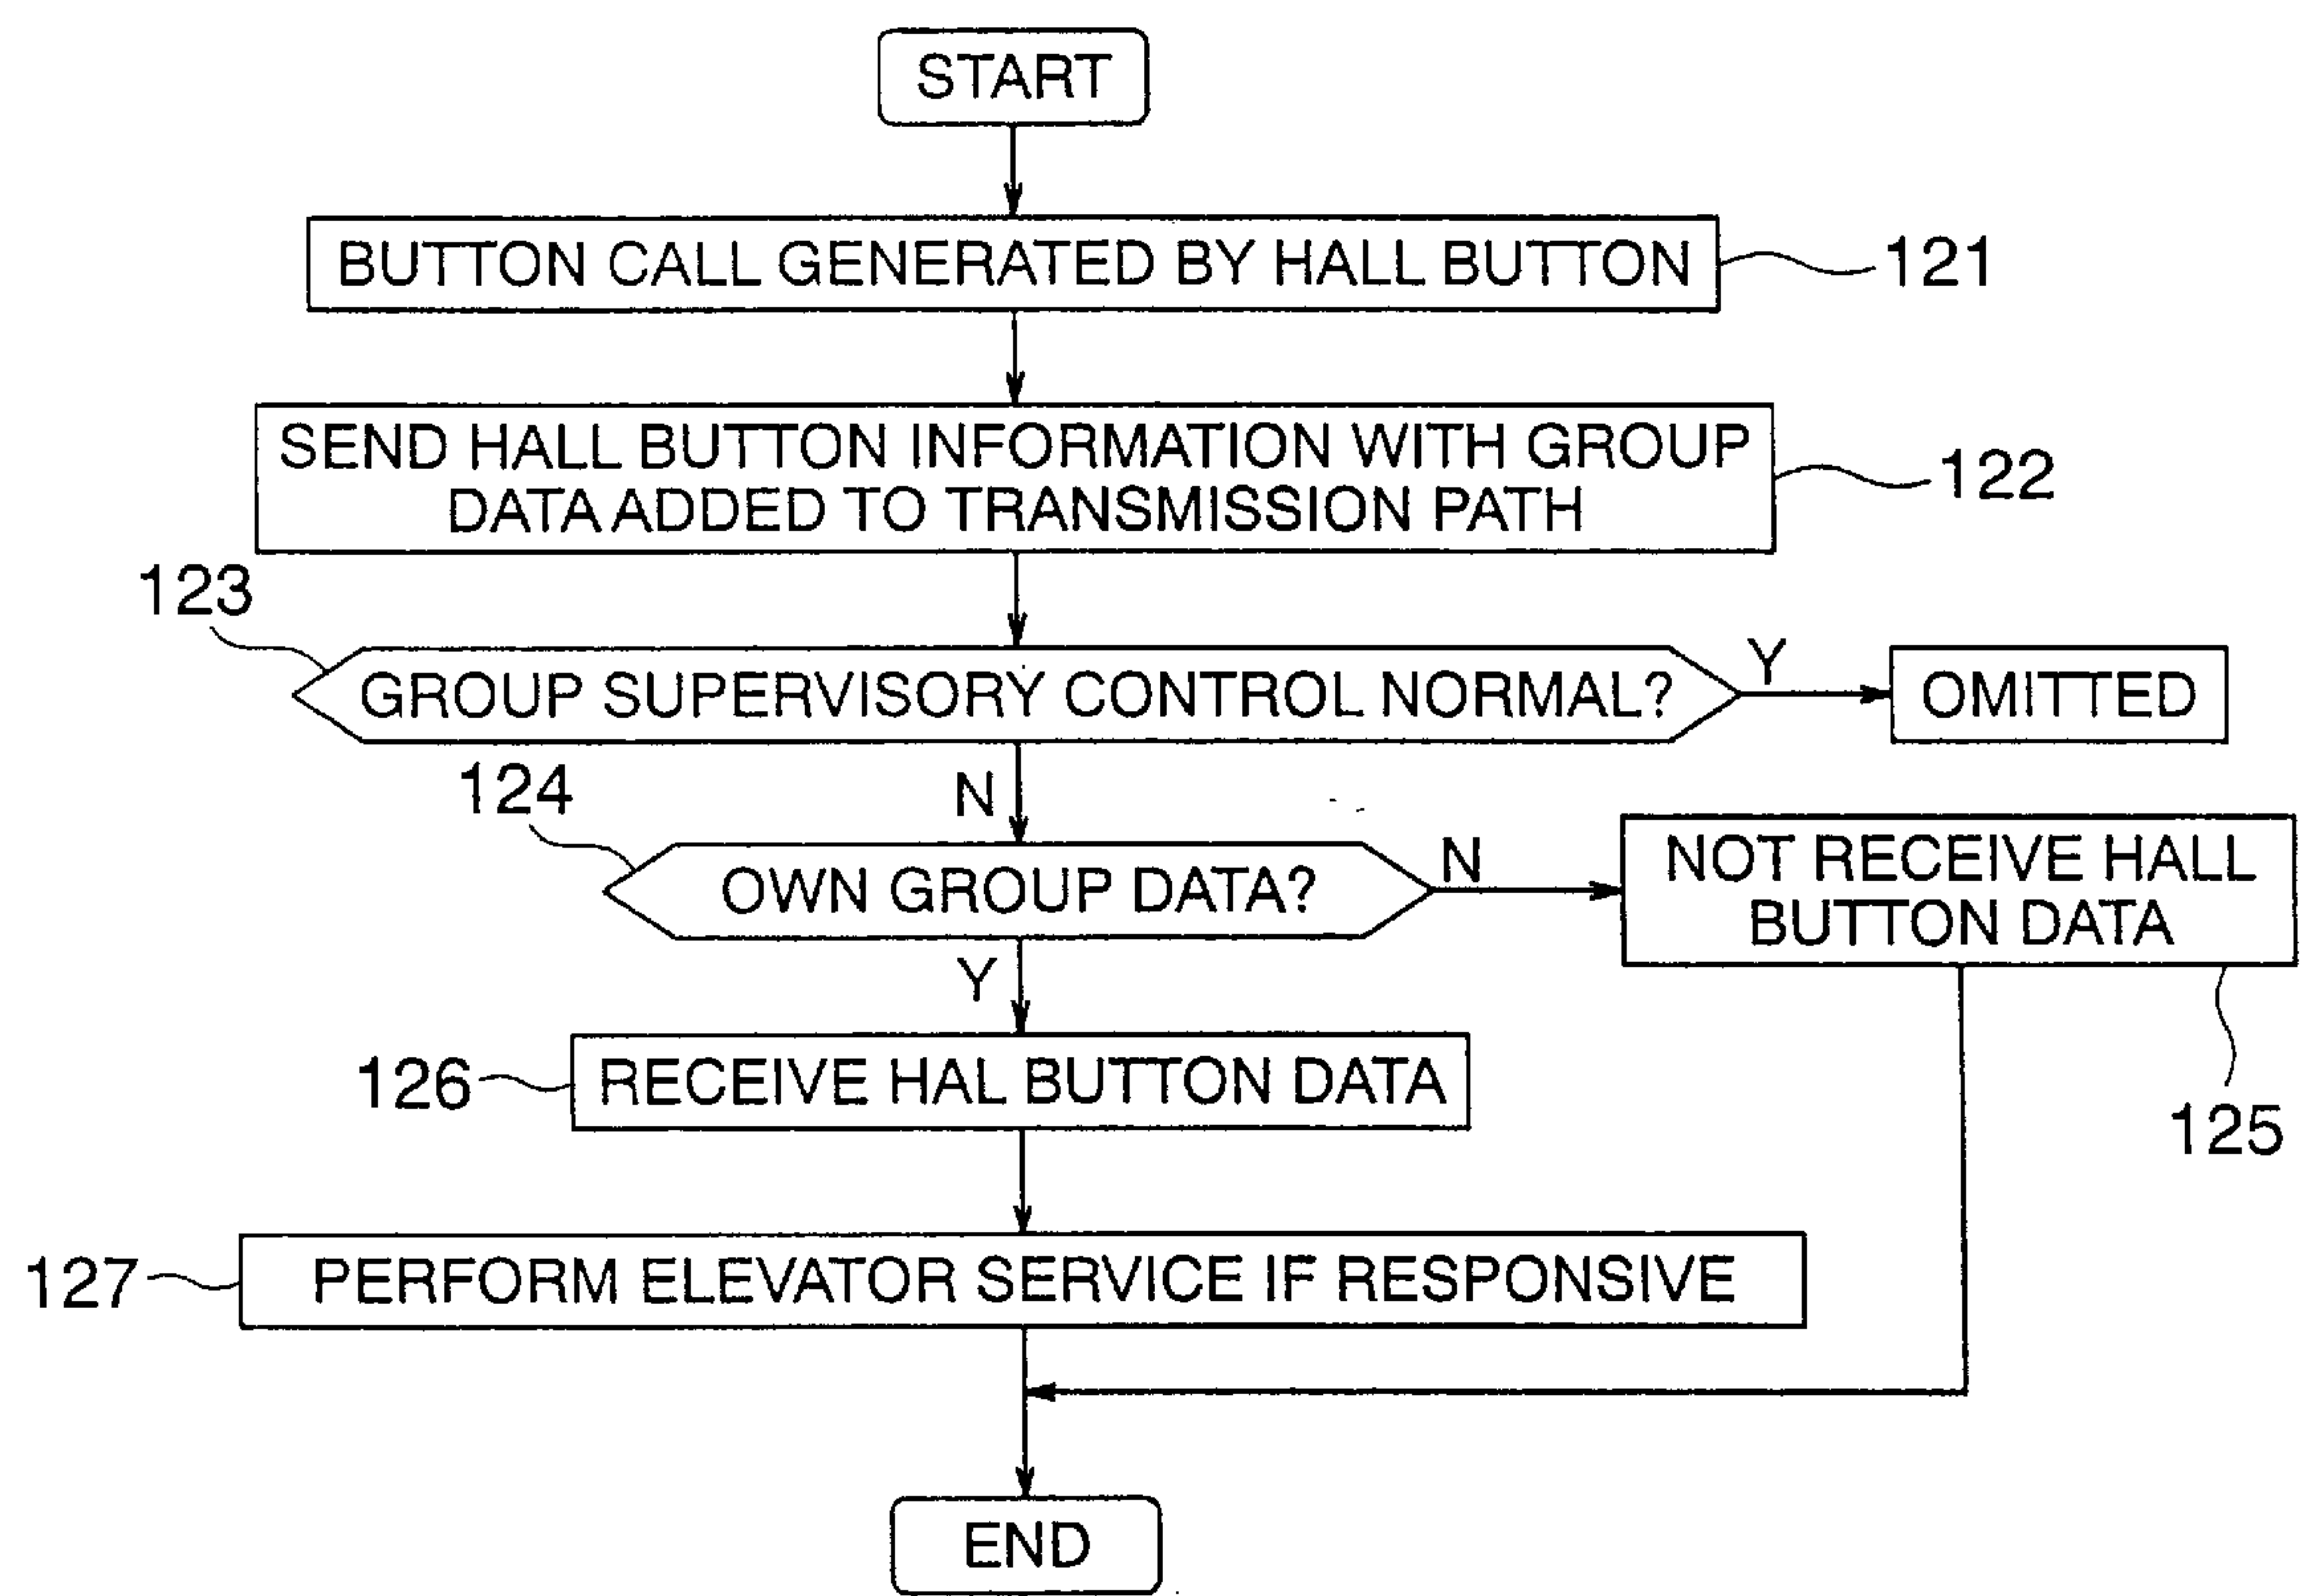 START
BUTTON CALL GENERATED BY HALL BUTTON
121
SEND HALL BUTTON INFORMATION WITH GROUP
DATA ADDED TO TRANSMISSION PATH
122
123
GROUP SUPERVISORY CONTROL NORMAL?
Y
OMITTED
N
124
OWN GROUP DATA?
N
NOT RECEIVE HALL
BUTTON DATA
125
Y
126
RECEIVE HAL BUTTON DATA
127
PERFORM ELEVATOR SERVICE IF RESPONSIVE
END